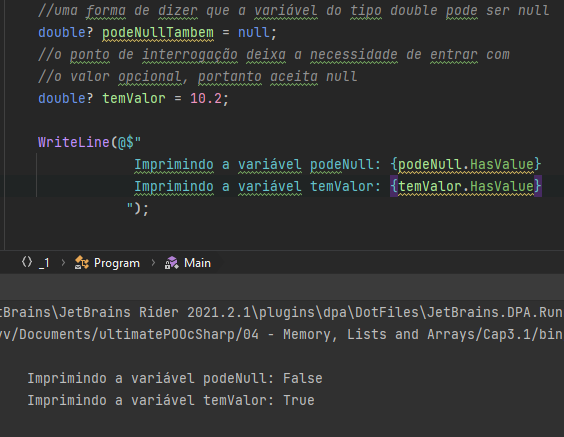 //uma forma de dizer que a variável do tipo double pode ser null
double? podeNullTambem = null;
//o ponto de interrogação deixa a necessidade de entrar com
//o valor opcional, portanto aceita null
double? temValor = 10.2;
WriteLine(@$"
Imprimindo a variável podeNull: {podeNull.HasValue}
Imprimindo a variável temValor: {temValor.HasValue}
");
_1 > Program > Main
tBrains\JetBrains Rider 2021.2.1\plugins\dpa\DotFiles\JetBrains.DPA.Run
vv/Documents/ultimatePOOcSharp/04 - Memory, Lists and Arrays/Cap3.1/bin
Imprimindo a variável podeNull: False
Imprimindo a variável temValor: True